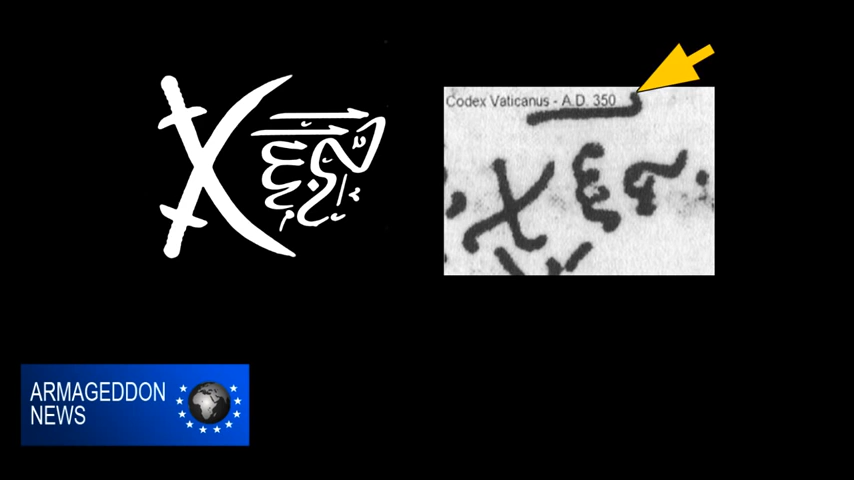 Codex Vaticanus - A.D. 350
χξϛ
ARMAGEDDON
NEWS